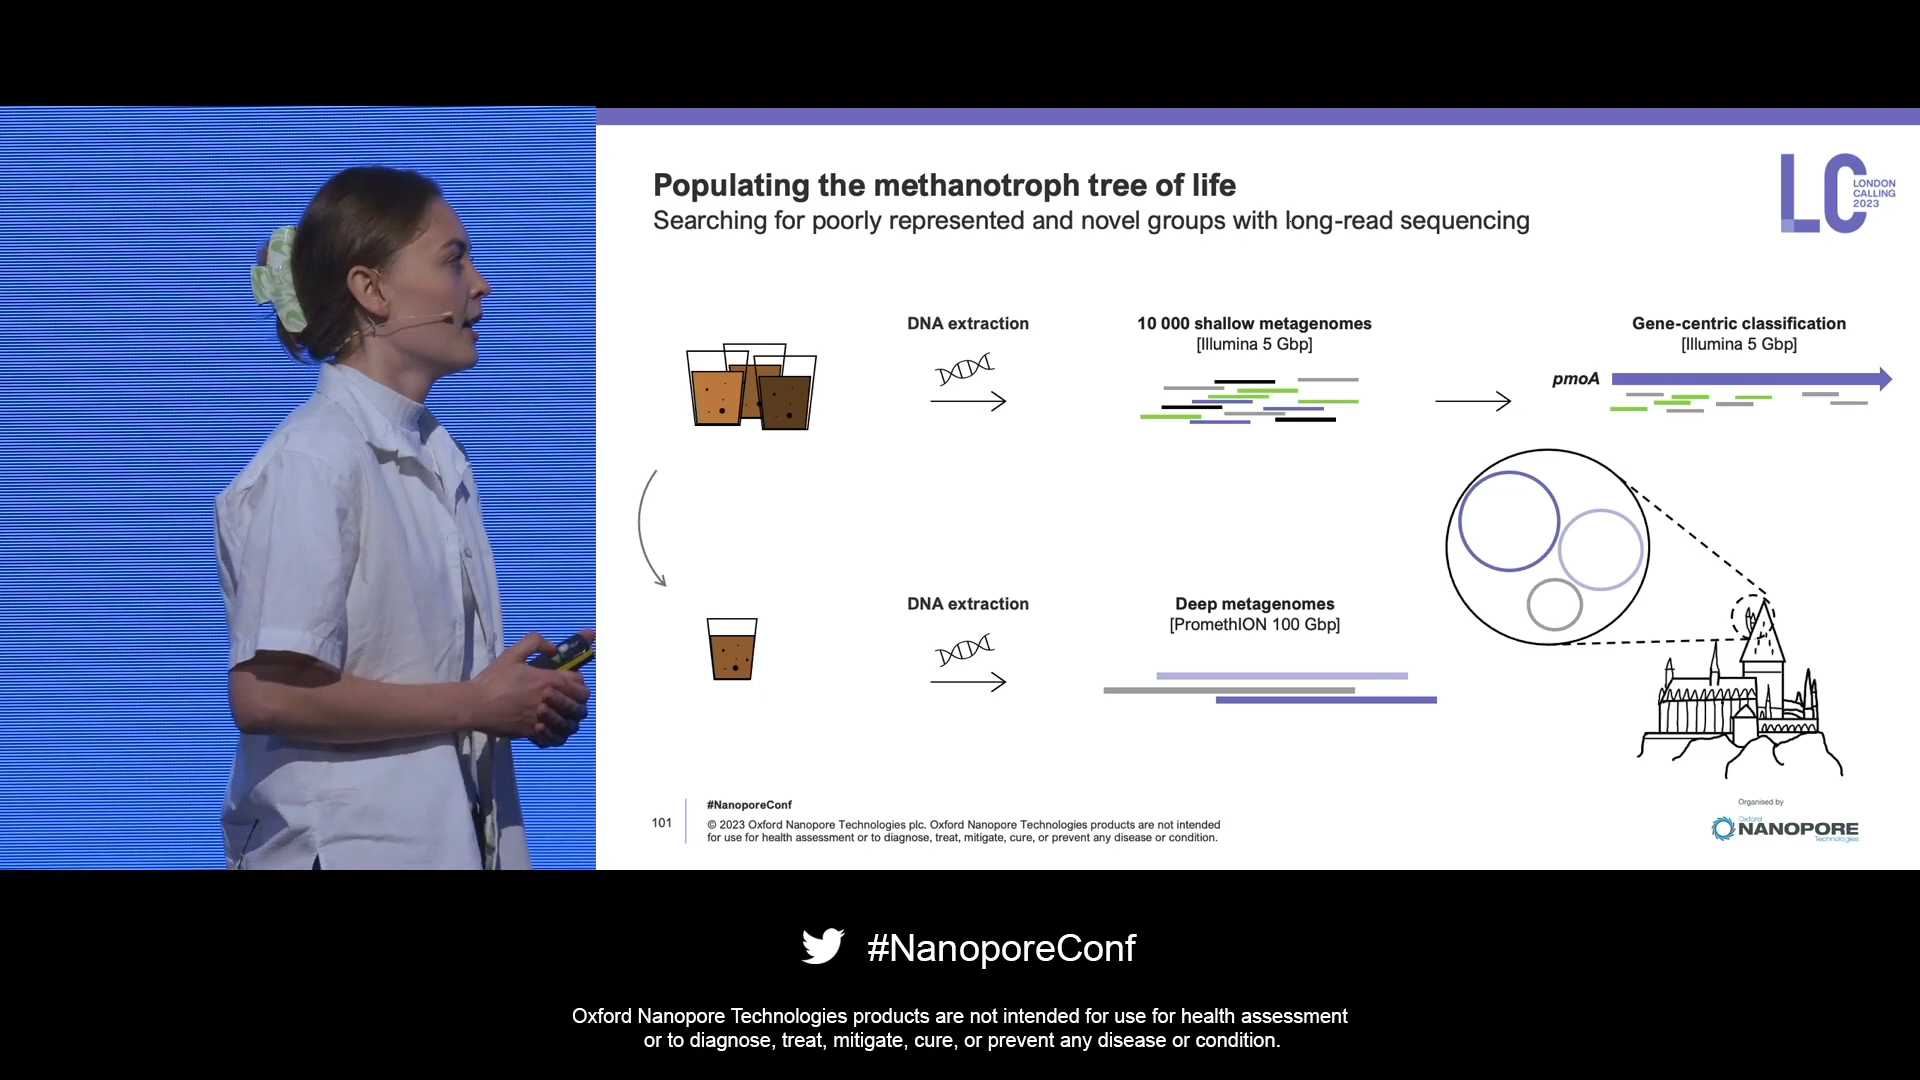 Populating the methanotroph tree of life
Searching for poorly represented and novel groups with long-read sequencing
LC
LONDON
CALLING
2023
DNA extraction
10 000 shallow metagenomes
[Illumina 5 Gbp]
Gene-centric classification
[Illumina 5 Gbp]
pmoA
DNA extraction
Deep metagenomes
[PromethION 100 Gbp]
101
#NanoporeConf
© 2023 Oxford Nanopore Technologies plc. Oxford Nanopore Technologies products are not intended
for use for health assessment or to diagnose, treat, mitigate, cure, or prevent any disease or condition.
Organised by
Oxford
NANOPORE
Technologies
#NanoporeConf
Oxford Nanopore Technologies products are not intended for use for health assessment
or to diagnose, treat, mitigate, cure, or prevent any disease or condition.